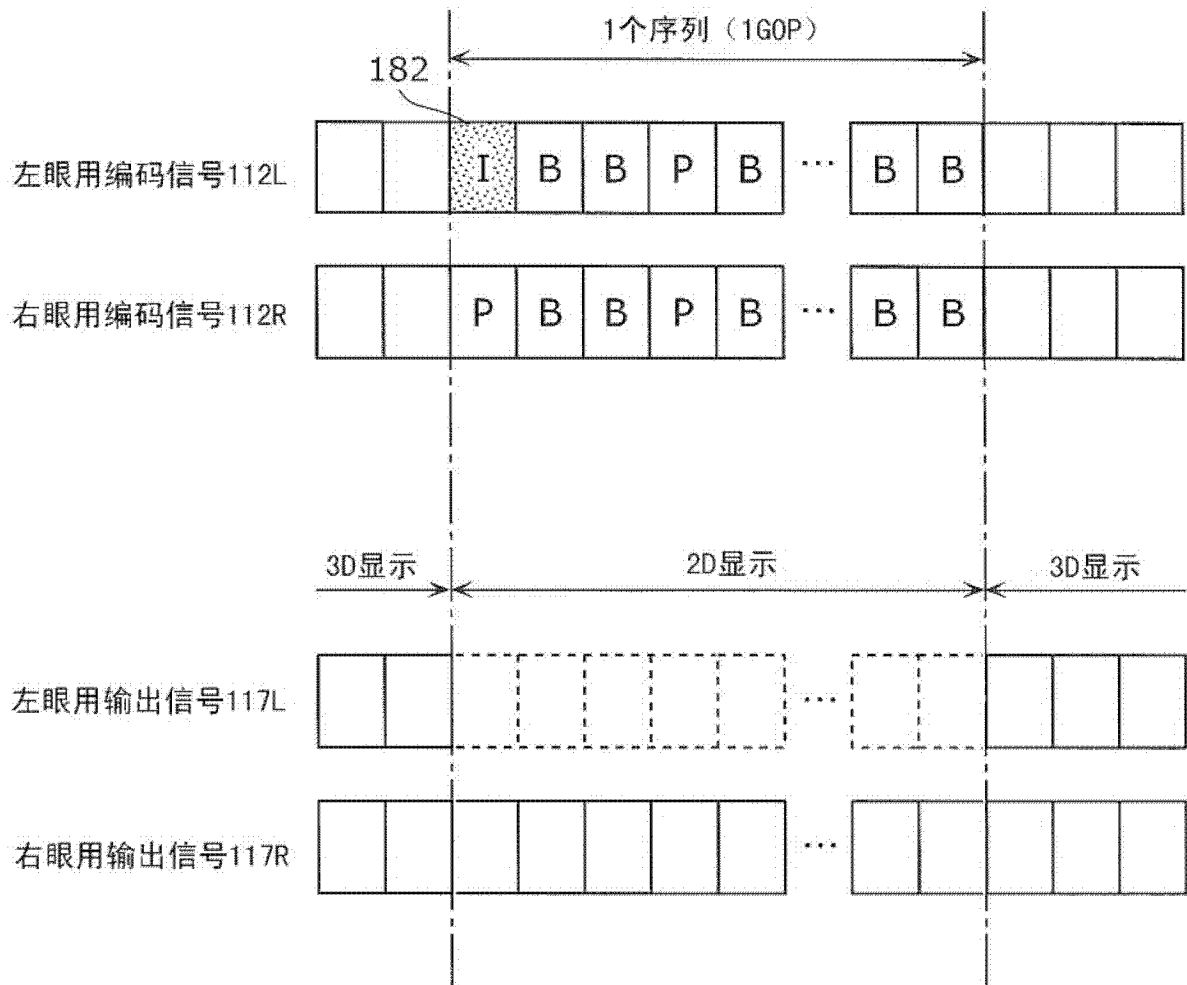 1个序列（1GOP）
182
左眼用编码信号112L I B B P B ... B B
右眼用编码信号112R P B B P B ... B B
3D显示 2D显示 3D显示
左眼用输出信号117L ...
右眼用输出信号117R ...